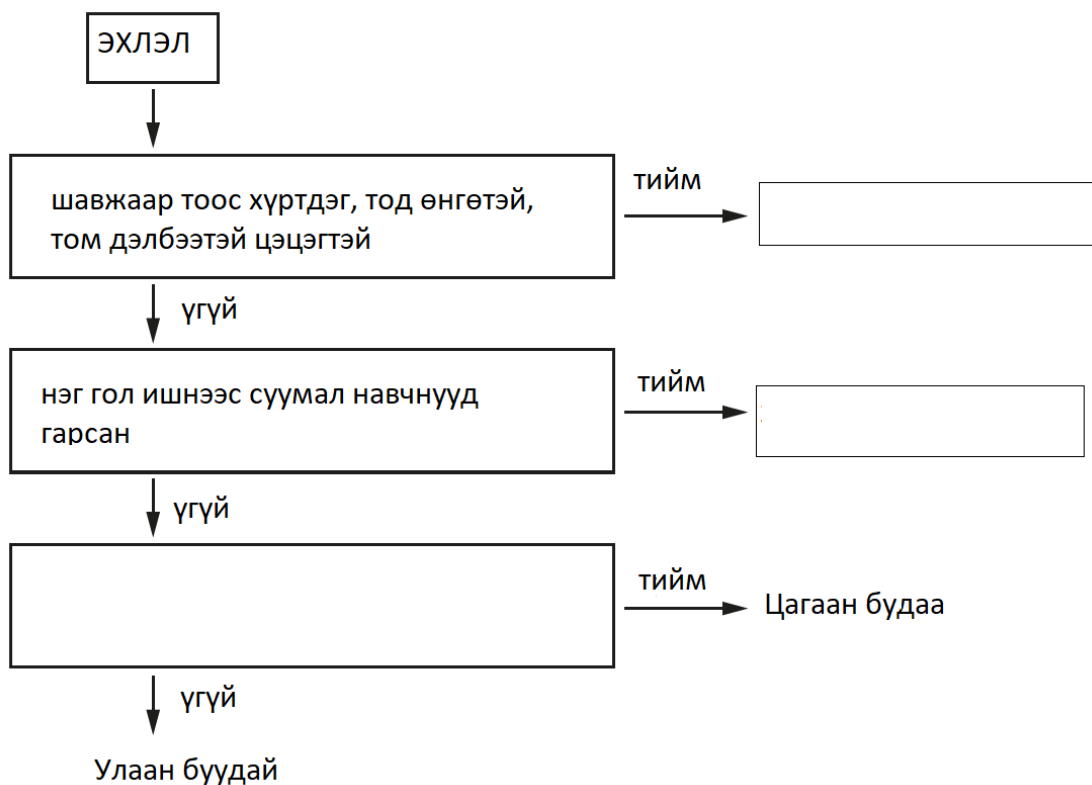 ЭХЛЭЛ
шавжаар тоос хүртдэг, тод өнгөтэй,
том дэлбээтэй цэцэгтэй
тийм
үгүй
нэг гол ишнээс суумал навчнууд
гарсан
тийм
үгүй
тийм
Цагаан будаа
үгүй
Улаан буудай